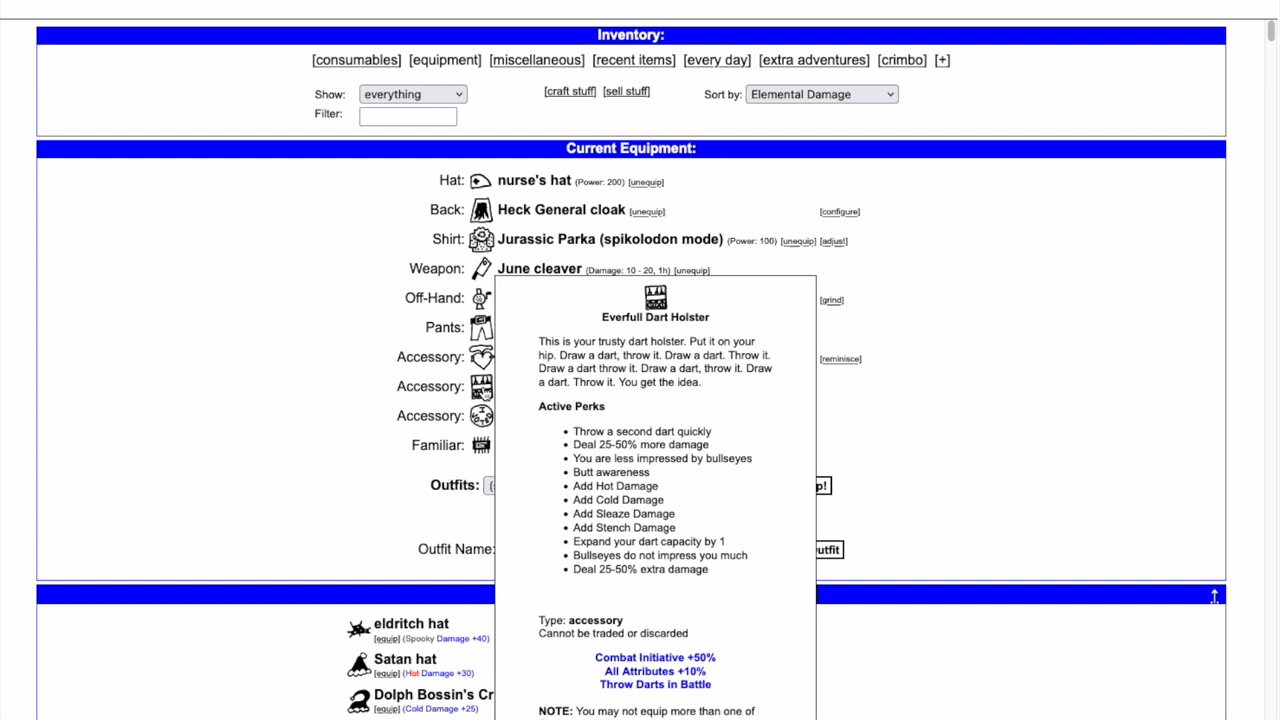 Inventory:
[consumables] [equipment] [miscellaneous] [recent items] [every day] [extra adventures] [crimbo] [+]
Show: everything [craft stuff] [sell stuff] Sort by: Elemental Damage
Filter:
Current Equipment:
Hat: nurse's hat (Power: 200) [unequip]
Back: Heck General cloak [unequip] [configure]
Shirt: Jurassic Parka (spikolodon mode) (Power: 100) [unequip] [adjust]
Weapon: June cleaver (Damage: 10 - 20, 1h) [unequip]
Off-Hand: [grind]
Pants:
Accessory: [reminisce]
Accessory:
Accessory:
Familiar:
Outfits: p!
Outfit Name: utfit
Everfull Dart Holster
This is your trusty dart holster. Put it on your
hip. Draw a dart, throw it. Draw a dart. Throw it.
Draw a dart throw it. Draw a dart, throw it. Draw
a dart. Throw it. You get the idea.
Active Perks
• Throw a second dart quickly
• Deal 25-50% more damage
• You are less impressed by bullseyes
• Butt awareness
• Add Hot Damage
• Add Cold Damage
• Add Sleaze Damage
• Add Stench Damage
• Expand your dart capacity by 1
• Bullseyes do not impress you much
• Deal 25-50% extra damage
Type: accessory
Cannot be traded or discarded
Combat Initiative +50%
All Attributes +10%
Throw Darts in Battle
NOTE: You may not equip more than one of
eldritch hat
[equip] (Spooky Damage +40)
Satan hat
[equip] (Hot Damage +30)
Dolph Bossin's Cr
[equip] (Cold Damage +25)